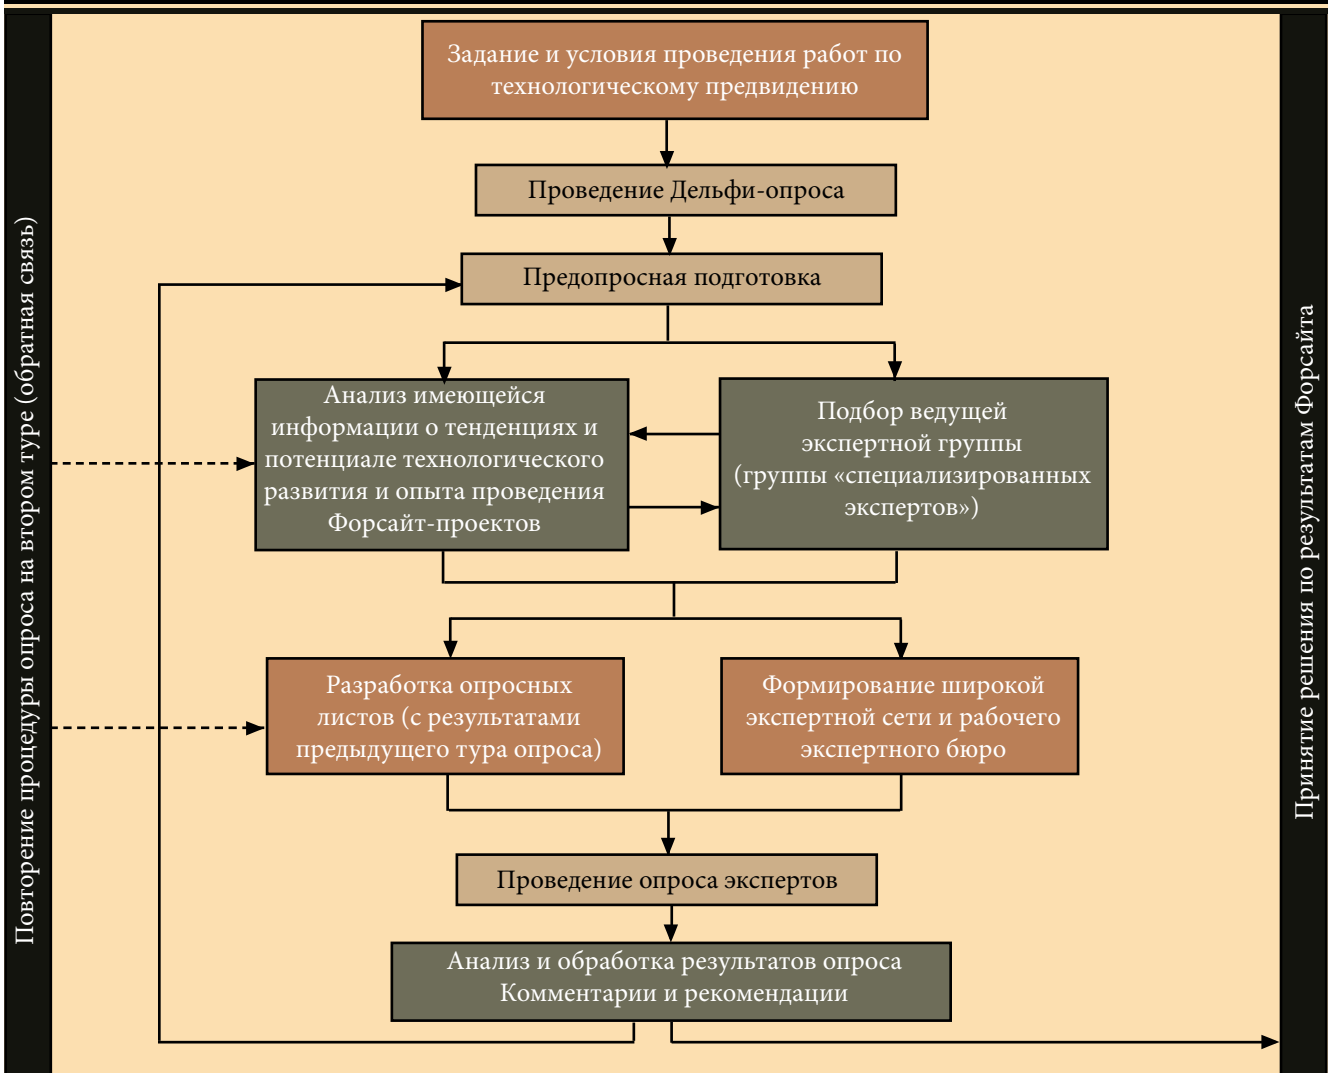 Задание и условия проведения работ по
технологическому предвидению
Проведение Дельфи-опроса
Предопросная подготовка
Анализ имеющейся
информации о тенденциях и
потенциале технологического
развития и опыта проведения
Форсайт-проектов
Подбор ведущей
экспертной группы
(группы «специализированных
экспертов»)
Разработка опросных
листов (с результатами
предыдущего тура опроса)
Формирование широкой
экспертной сети и рабочего
экспертного бюро
Проведение опроса экспертов
Анализ и обработка результатов опроса
Комментарии и рекомендации
Повторение процедуры опроса на втором туре (обратная связь)
Принятие решения по результатам Форсайта